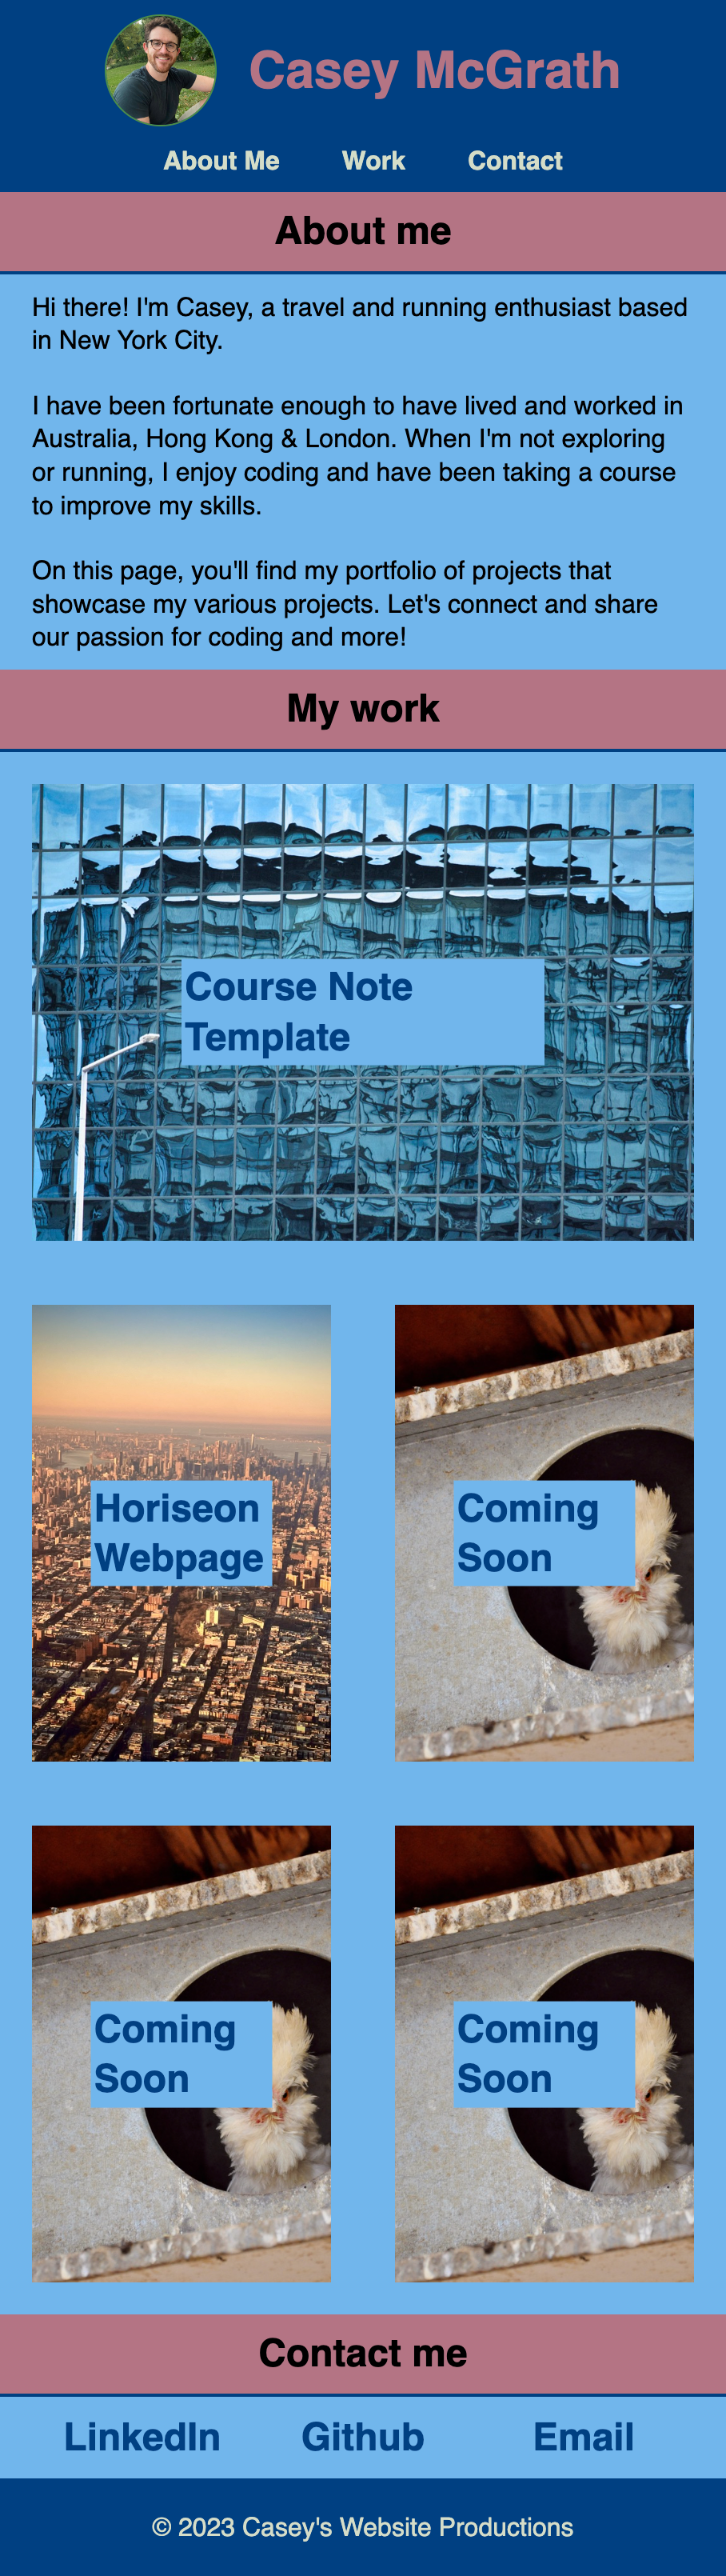 Casey McGrath
About Me Work Contact
About me
Hi there! I'm Casey, a travel and running enthusiast based
in New York City.
I have been fortunate enough to have lived and worked in
Australia, Hong Kong & London. When I'm not exploring
or running, I enjoy coding and have been taking a course
to improve my skills.
On this page, you'll find my portfolio of projects that
showcase my various projects. Let's connect and share
our passion for coding and more!
My work
Course Note
Template
Horiseon
Webpage
Coming
Soon
Coming
Soon
Coming
Soon
Contact me
LinkedIn Github Email
© 2023 Casey's Website Productions